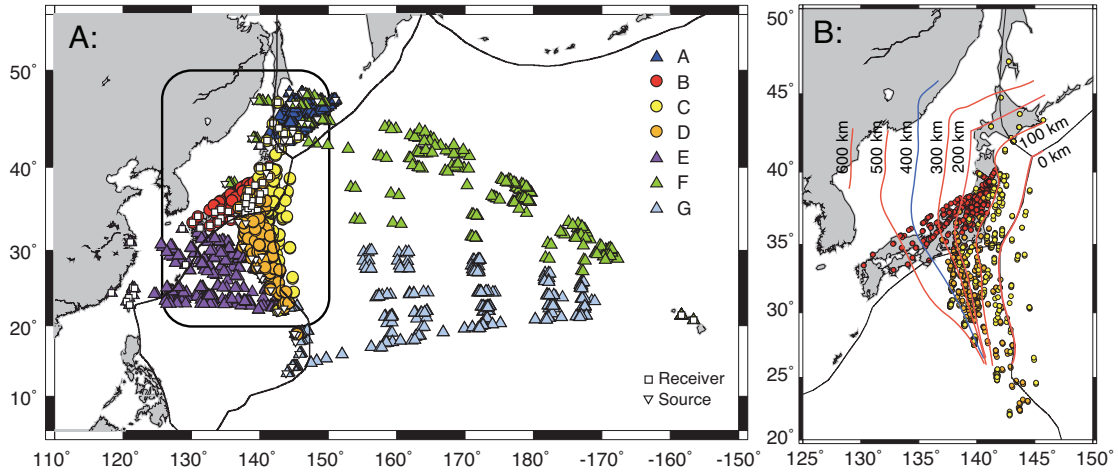 A:
50°
40°
30°
20°
10°
110
120
130
140
150
160
170
180
-170°
-160°
-150°
A
B
C
D
E
F
G
Receiver
Source
B:
50°
45°
40°
35°
30°
25°
20°
125°
130°
135°
140°
145°
150°
600 km
500 km
400 km
300 km
200 km
100 km
0 km